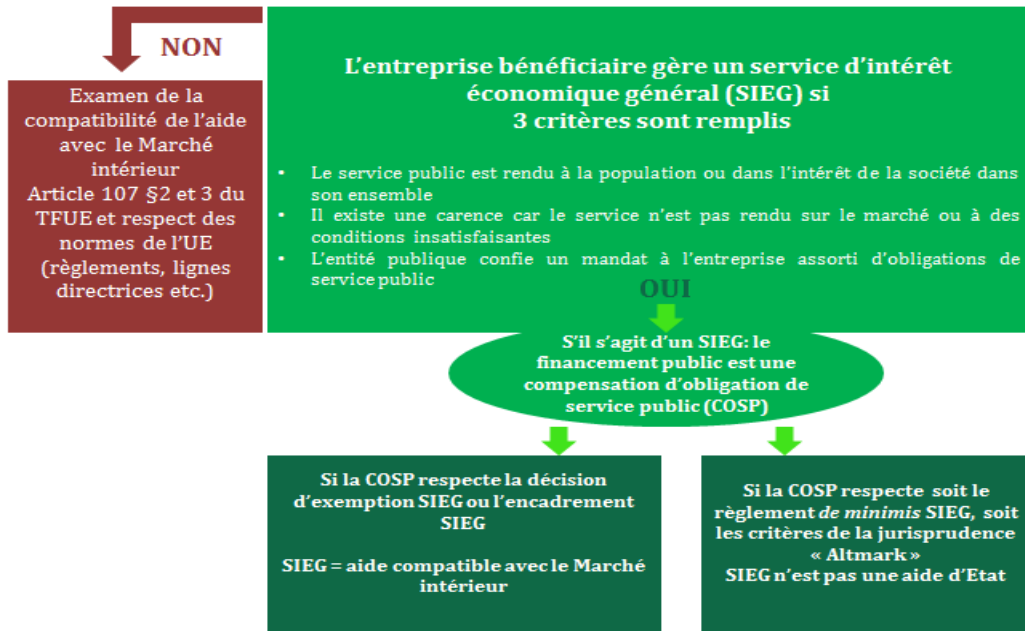 NON
Examen de la
compatibilité de l'aide
avec le Marché
intérieur
Article 107 §2 et 3 du
TFUE et respect des
normes de l'UE
(règlements, lignes
directrices etc.)
L'entreprise bénéficiaire gère un service d'intérêt
économique général (SIEG) si
3 critères sont remplis
• Le service public est rendu à la population ou dans l'intérêt de la société dans
son ensemble
• Il existe une carence car le service n'est pas rendu sur le marché ou à des
conditions insatisfaisantes
• L'entité publique confie un mandat à l'entreprise assorti d'obligations de
service public
OUI
S'il s'agit d'un SIEG: le
financement public est une
compensation d'obligation de
service public (COSP)
Si la COSP respecte la décision
d'exemption SIEG ou l'encadrement
SIEG
SIEG = aide compatible avec le Marché
intérieur
Si la COSP respecte soit le
règlement de minimis SIEG, soit
les critères de la jurisprudence
« Altmark »
SIEG n'est pas une aide d'Etat